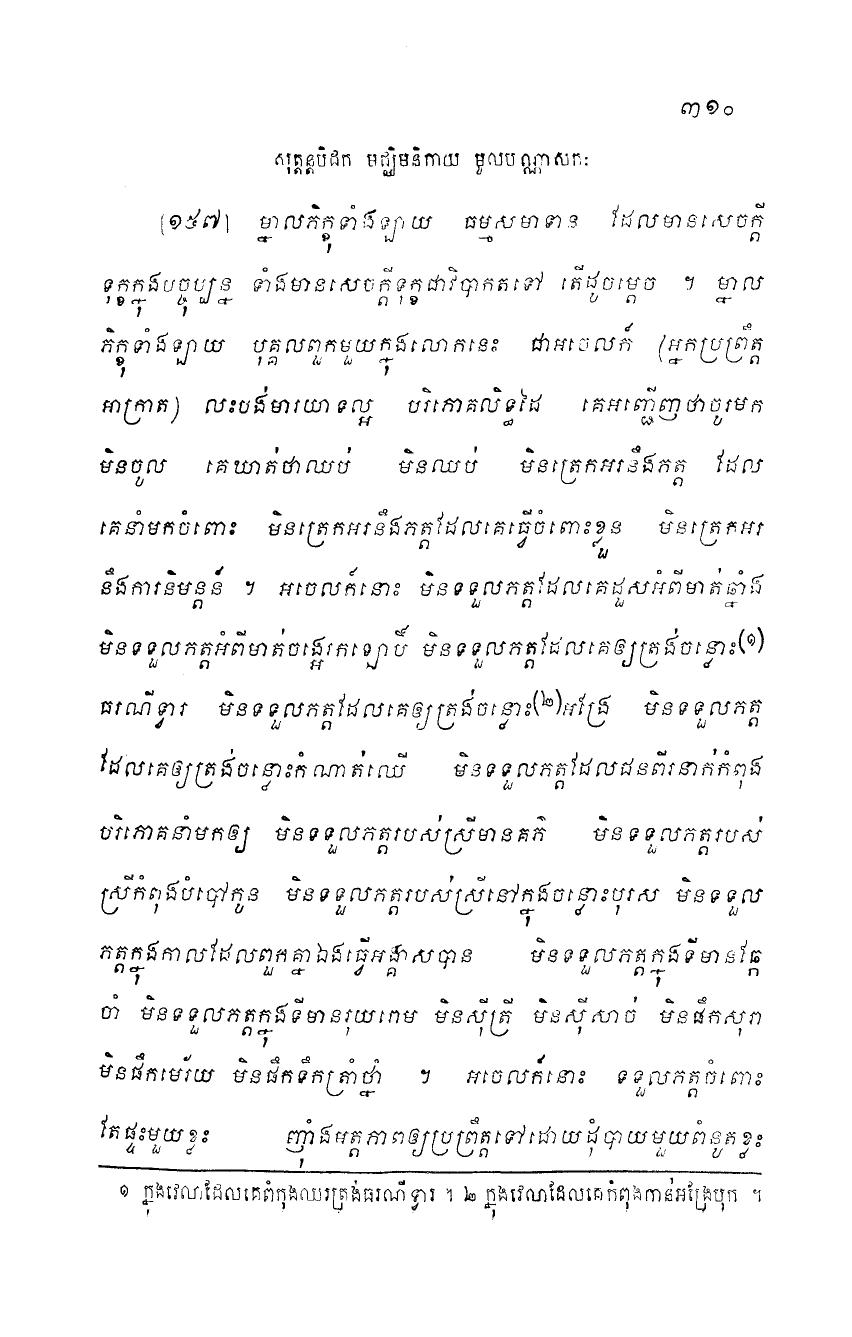 ៣១០
សុត្តន្តបិដក មជ្ឈិមនិកាយ មូលបណ្ណាសកៈ
[១៥៧] ម្នាលភិក្ខុទាំងឡាយ ធម្មសមាទាន ដែលមានសេចក្ដី
ទុក្ខក្នុងបច្ចុប្បន្ន ទាំងមានសេចក្ដីទុក្ខជាវិបាកតទៅ តើដូចម្ដេច ។ ម្នាល
ភិក្ខុទាំងឡាយ បុគ្គលពួកមួយក្នុងលោកនេះ ជាអចេលក៍ (អ្នកប្រព្រឹត្ត
អាក្រាត) លះបង់មារយាទល្អ បរិភោគលិទ្ធដៃ គេអញ្ជើញថាចូរមក
មិនចូល គេឃាត់ថាឈប់ មិនឈប់ មិនត្រេកអរនឹងភត្ត ដែល
គេនាំមកចំពោះ មិនត្រេកអរនឹងភត្តដែលគេធ្វើចំពោះខ្លួន មិនត្រេកអរ
នឹងការនិមន្តន៍ ។ អចេលក៍នោះ មិនទទួលភត្តដែលគេដួសអំពីមាត់ឆ្នាំង
មិនទទួលភត្តអំពីមាត់ចង្អេរកឡោបី៍ មិនទទួលភត្តដែលគេឲ្យត្រង់ចន្លោះ(១)
ធរណីទ្វារ មិនទទួលភត្តដែលគេឲ្យត្រង់ចន្លោះ(២)អង្រែ មិនទទួលភត្ត
ដែលគេឲ្យត្រង់ចន្លោះកំណាត់ឈើ មិនទទួលភត្តដែលជនពីរនាក់កំពុង
បរិភោគនាំមកឲ្យ មិនទទួលភត្តរបស់ស្រីមានគភ៌ មិនទទួលភត្តរបស់
ស្រីកំពុងបំបៅកូន មិនទទួលភត្តរបស់ស្រីនៅក្នុងចន្លោះបុរស មិនទទួល
ភត្តក្នុងកាលដែលពួកគ្នាឯងធ្វើអង្គាសបាន មិនទទួលភត្តក្នុងទីមានឆ្កែ
ចាំ មិនទទួលភត្តក្នុងទីមានរុយរោម មិនស៊ីត្រី មិនស៊ីសាច់ មិនផឹកសុរា
មិនផឹកមេរ័យ មិនផឹកទឹកត្រាំថ្នាំ ។ អចេលក៍នោះ ទទួលភត្តចំពោះ
តែផ្ទះមួយខ្លះ ញ៉ាំងអត្តភាពឲ្យប្រព្រឹត្តទៅដោយដុំបាយមួយពំនូតខ្លះ
១ ក្នុងវេលាដែលគេពំកុងឈរត្រង់ធរណីទ្វារ ។ ២ ក្នុងវេលាដែលគេកំពុងកាន់អង្រែបុក ។